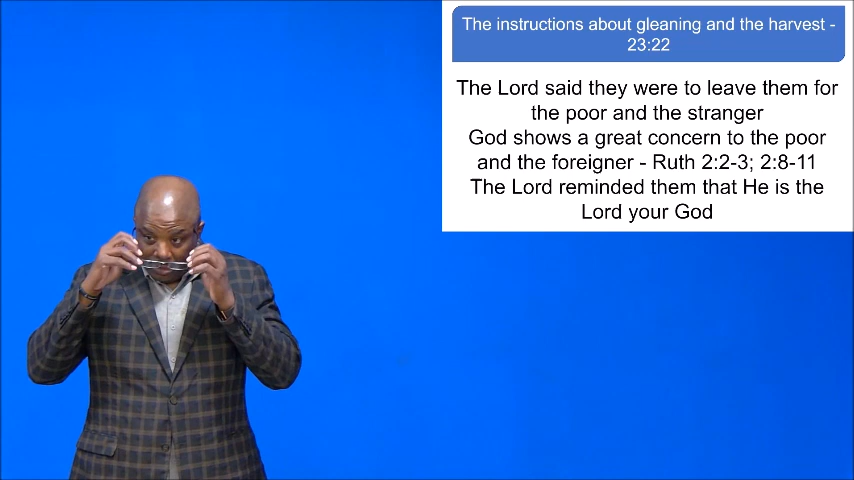 The instructions about gleaning and the harvest -
23:22
The Lord said they were to leave them for
the poor and the stranger
God shows a great concern to the poor
and the foreigner - Ruth 2:2-3; 2:8-11
The Lord reminded them that He is the
Lord your God